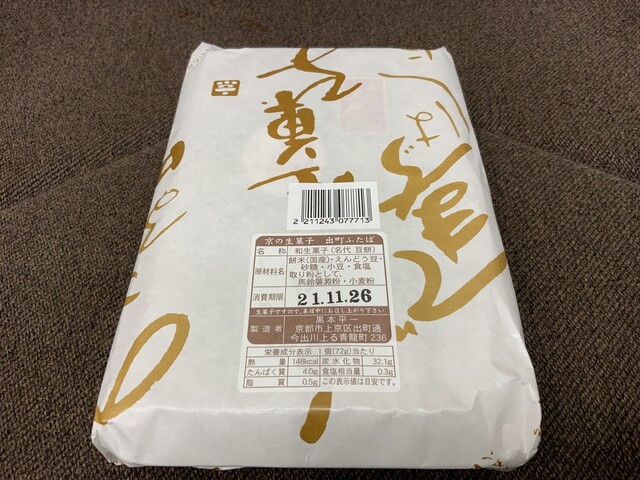 2 211243 077713
京の生菓子 出町ふたば
名 称 和生菓子(名代 豆餅)
原材料名 餅米(国産)・えんどう豆・
砂糖・小豆・食塩
取り粉として、
馬鈴薯澱粉・小麦粉
消費期限 21.11.26
生菓子ですので、本日中にお召し上がり下さい
製造者 黒本平一
京都市上京区出町通
今出川上る青龍町 236
栄養成分表示 1個(72g)当たり
熱 量 148kcal 炭水化物 32.1g
たんぱく質 4.0g 食塩相当量 0.3g
脂 質 0.5g この表示値は目安です。